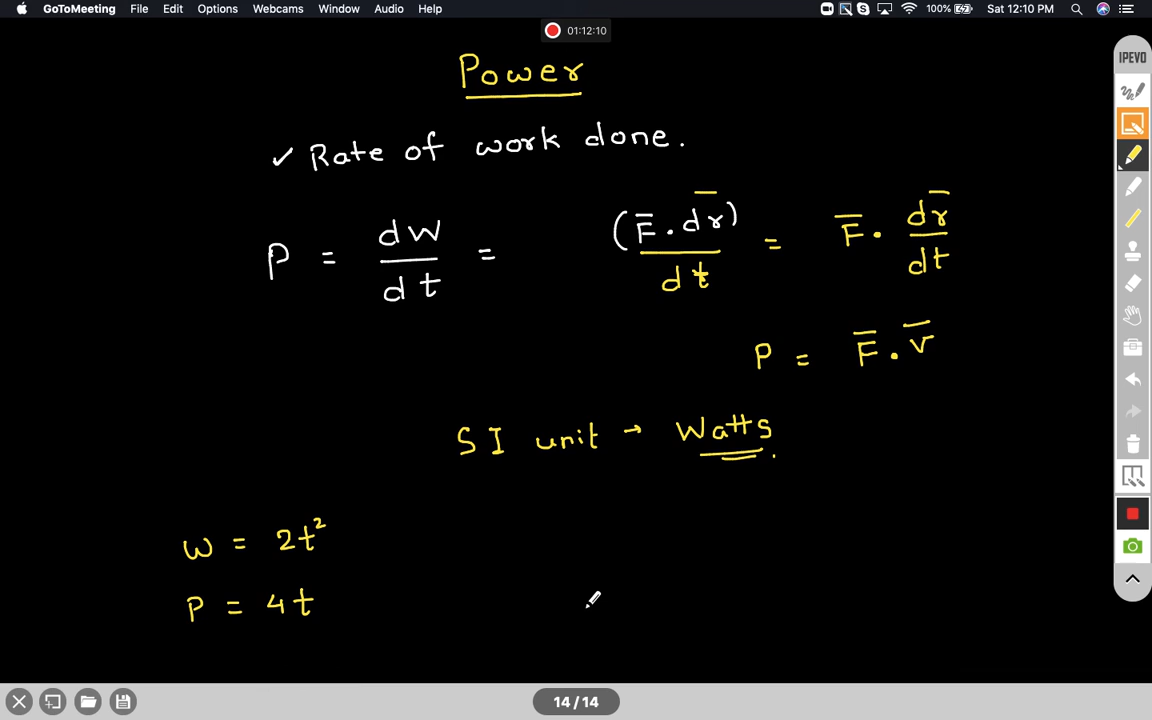 GoToMeeting File Edit Options Webcams Window Audio Help 100% Sat 12:10 PM
01:12:10
IPEVO
Power
✓ Rate of work done.
P = dW/dt = (F̅ · dr̅)/dt = F̅ · dr̅/dt
P = F̅ · v̅
SI unit → Watts.
W = 2t²
P = 4t
14 / 14